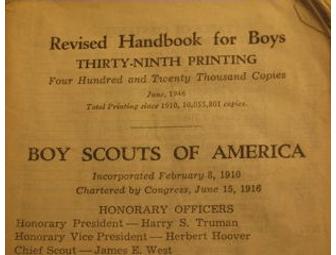 Revised Handbook for Boys
THIRTY-NINTH PRINTING
Four Hundred and Twenty Thousand Copies
June, 1946
Total Printing since 1910, 10,055,801 copies.
BOY SCOUTS OF AMERICA
Incorporated February 8, 1910
Chartered by Congress, June 15, 1916
HONORARY OFFICERS
Honorary President — Harry S. Truman
Honorary Vice President — Herbert Hoover
Chief Scout — James E. West